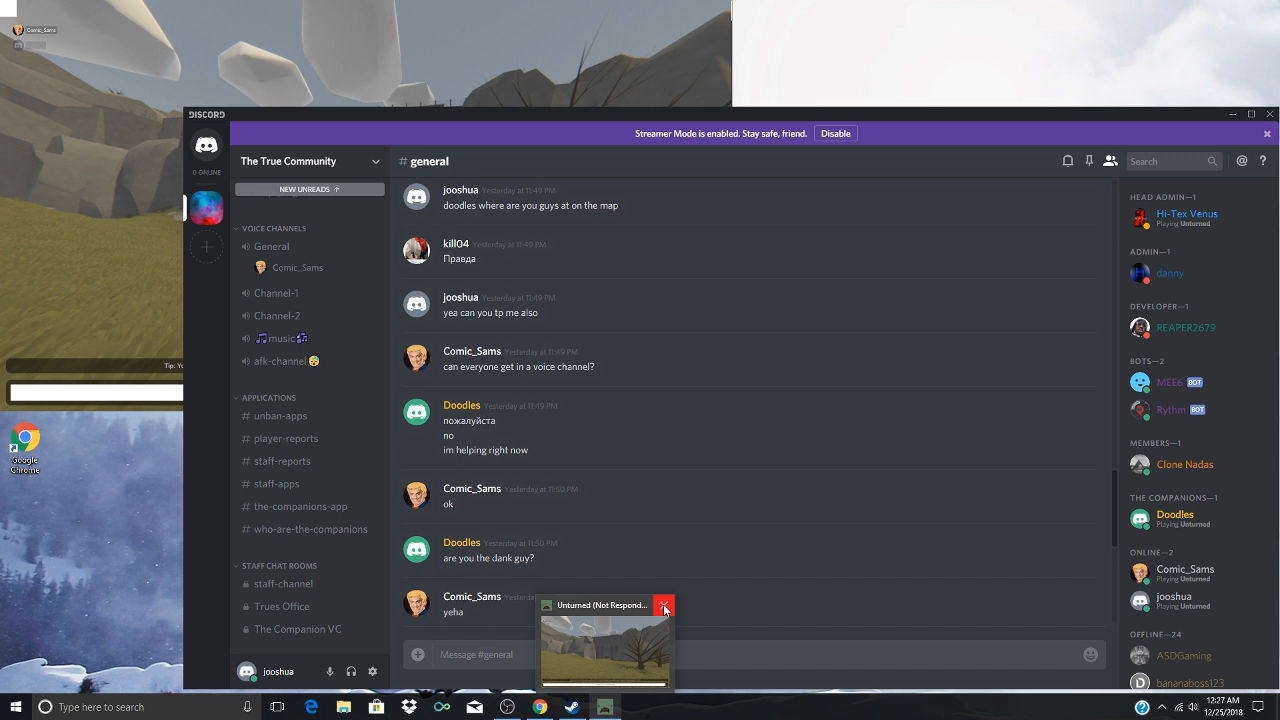 Comic_Sams
DISCORD
Streamer Mode is enabled. Stay safe, friend.
Disable
0 ONLINE
The True Community
# general
Search
NEW UNREADS ↑
VOICE CHANNELS
General
Comic_Sams
Channel-1
Channel-2
🎵music🎶
afk-channel 😴
APPLICATIONS
# unban-apps
# player-reports
# staff-reports
# staff-apps
# the-companions-app
# who-are-the-companions
STAFF CHAT ROOMS
staff-channel
Trues Office
The Companion VC
jooshua
jooshua Yesterday at 11:49 PM
doodles where are you guys at on the map
kill04 Yesterday at 11:49 PM
Правда
jooshua Yesterday at 11:49 PM
yea can you tp me also
Comic_Sams Yesterday at 11:49 PM
can everyone get in a voice channel?
Doodles Yesterday at 11:49 PM
пожалуйста
no
im helping right now
Comic_Sams Yesterday at 11:50 PM
ok
Doodles Yesterday at 11:50 PM
are you the dank guy?
Comic_Sams Yesterda
yeha
Unturned (Not Respond...
Message #general
HEAD ADMIN—1
Hi-Tex Venus
Playing Unturned
ADMIN—1
danny
DEVELOPER—1
REAPER2679
BOTS—2
MEE6 BOT
Rythm BOT
MEMBERS—1
Clone Nadas
THE COMPANIONS—1
Doodles
Playing Unturned
ONLINE—2
Comic_Sams
Playing Unturned
jooshua
Playing Unturned
OFFLINE—24
ASDGaming
bananaboss123
Tip: Yo
Google
Chrome
Type here to search
12:27 AM
12/25/2018